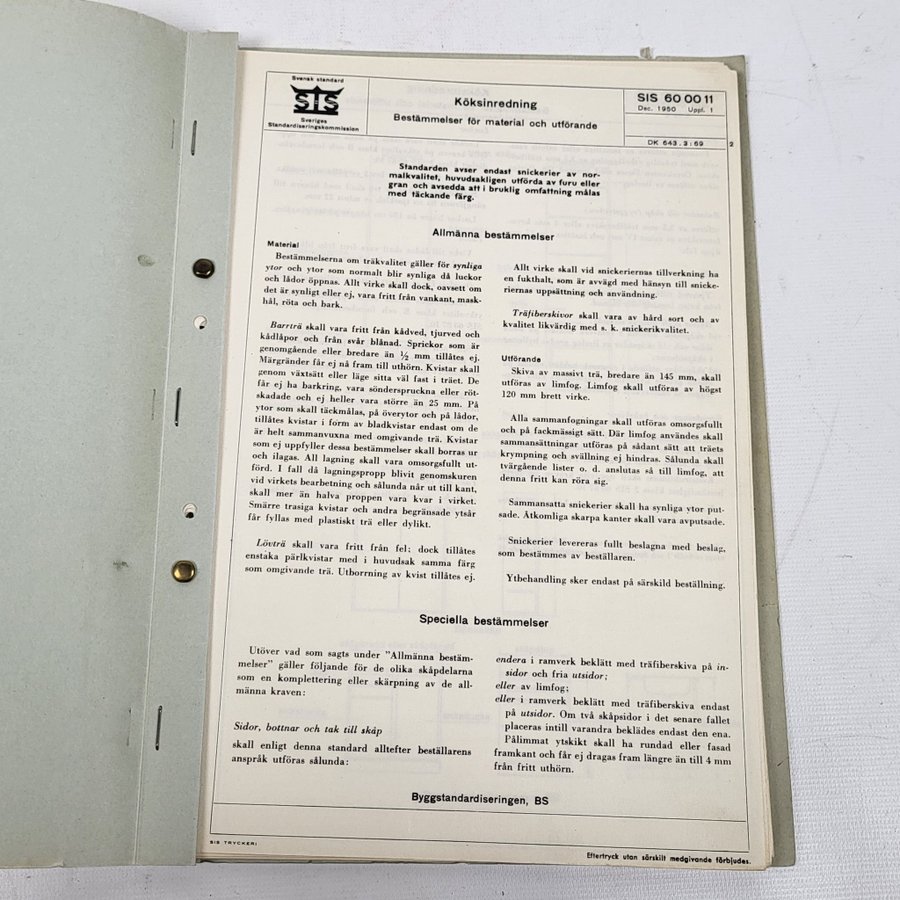 Svensk standard
SIS
Sveriges
Standardiseringskommission
Köksinredning
Bestämmelser för material och utförande
SIS 60 00 11
Dec. 1950 Uppl. 1
DK 643.3:69
2
Standarden avser endast snickerier av nor-
malkvalitet, huvudsakligen utförda av furu eller
gran och avsedda att i bruklig omfattning målas
med täckande färg.
Allmänna bestämmelser
Material
Bestämmelserna om träkvalitet gäller för synliga
ytor och ytor som normalt blir synliga då luckor
och lådor öppnas. Allt virke skall dock, oavsett om
det är synligt eller ej, vara fritt från vankant, mask-
hål, röta och bark.
Barrträ skall vara fritt från kådved, tjurved och
kådlåpor och från svår blånad. Sprickor som är
genomgående eller bredare än ½ mm tillåtes ej.
Märgränder får ej nå fram till uthörn. Kvistar skall
genom växtsätt eller läge sitta väl fast i träet. De
får ej ha barkring, vara sönderspruckna eller röt-
skadade och ej heller vara större än 25 mm. På
ytor som skall täckmålas, på överytor och på lådor,
tillåtes kvistar i form av bladkvistar endast om de
är helt sammanvuxna med omgivande trä. Kvistar
som ej uppfyller dessa bestämmelser skall borras ur
och ilagas. All lagning skall vara omsorgsfullt ut-
förd. I fall då lagningspropp blivit genomskuren
vid virkets bearbetning och sålunda når ut till kant,
skall mer än halva proppen vara kvar i virket.
Smärre trasiga kvistar och andra begränsade ytsår
får fyllas med plastiskt trä eller dylikt.
Lövträ skall vara fritt från fel; dock tillåtes
enstaka pärlkvistar med i huvudsak samma färg
som omgivande trä. Utborrning av kvist tillåtes ej.
Allt virke skall vid snickeriernas tillverkning ha
en fukthalt, som är avvägd med hänsyn till snicke-
riernas uppsättning och användning.
Träfiberskivor skall vara av hård sort och av
kvalitet likvärdig med s. k. snickerikvalitet.
Utförande
Skiva av massivt trä, bredare än 145 mm, skall
utföras av limfog. Limfog skall utföras av högst
120 mm brett virke.
Alla sammanfogningar skall utföras omsorgsfullt
och på fackmässigt sätt. Där limfog användes skall
sammansättningar utföras på sådant sätt att träets
krympning och svällning ej hindras. Sålunda skall
tvärgående lister o. d. anslutas så till limfog, att
denna fritt kan röra sig.
Sammansatta snickerier skall ha synliga ytor put-
sade. Åtkomliga skarpa kanter skall vara avputsade.
Snickerier levereras fullt beslagna med beslag,
som bestämmes av beställaren.
Ytbehandling sker endast på särskild beställning.
Speciella bestämmelser
Utöver vad som sagts under ”Allmänna bestäm-
melser” gäller följande för de olika skåpdelarna
som en komplettering eller skärpning av de all-
männa kraven:
Sidor, bottnar och tak till skåp
skall enligt denna standard alltefter beställarens
anspråk utföras sålunda:
endera i ramverk beklätt med träfiberskiva på in-
sidor och fria utsidor;
eller av limfog;
eller i ramverk beklätt med träfiberskiva endast
på utsidor. Om två skåpsidor i det senare fallet
placeras intill varandra beklädes endast den ena.
Pålimmat ytskikt skall ha rundad eller fasad
framkant och får ej dragas fram längre än till 4 mm
från fritt uthörn.
Byggstandardiseringen, BS
SIS TRYCKERI
Eftertryck utan särskilt medgivande förbjudes.